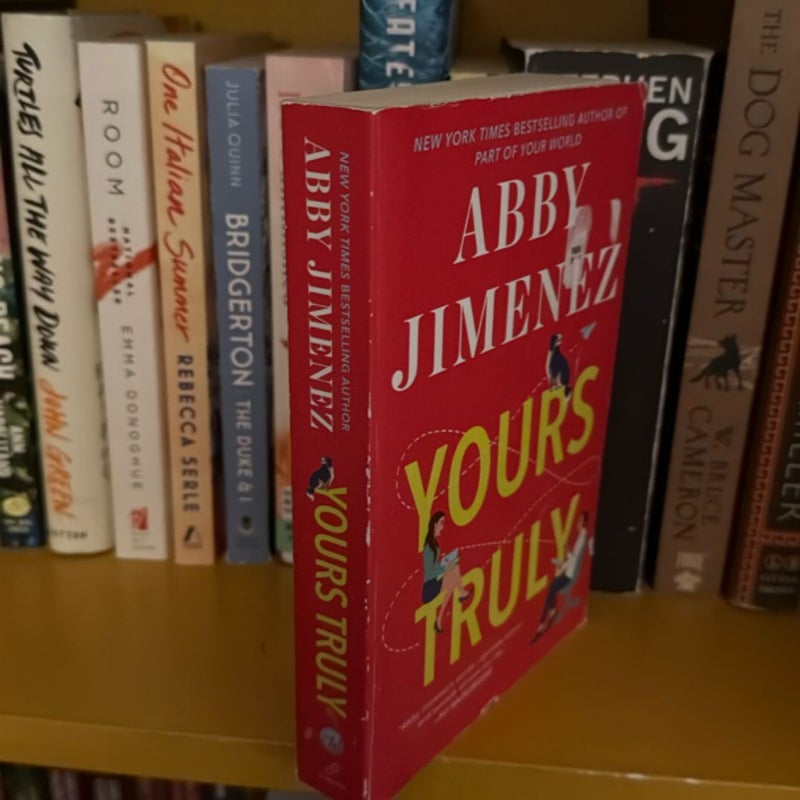 TURTLES ALL THE WAY DOWN JOHN GREEN
ROOM
NATIONAL
BESTSELLER
EMMA DONOGHUE
One Italian Summer REBECCA SERLE
JULIA QUINN
BRIDGERTON THE DUKE & I
NEW YORK TIMES BESTSELLING AUTHOR
ABBY JIMENEZ
YOURS TRULY
NEW YORK TIMES BESTSELLING AUTHOR OF
PART OF YOUR WORLD
ABBY
JIMENEZ
YOURS
TRULY
THE DOG MASTER
W. BRUCE
CAMERON